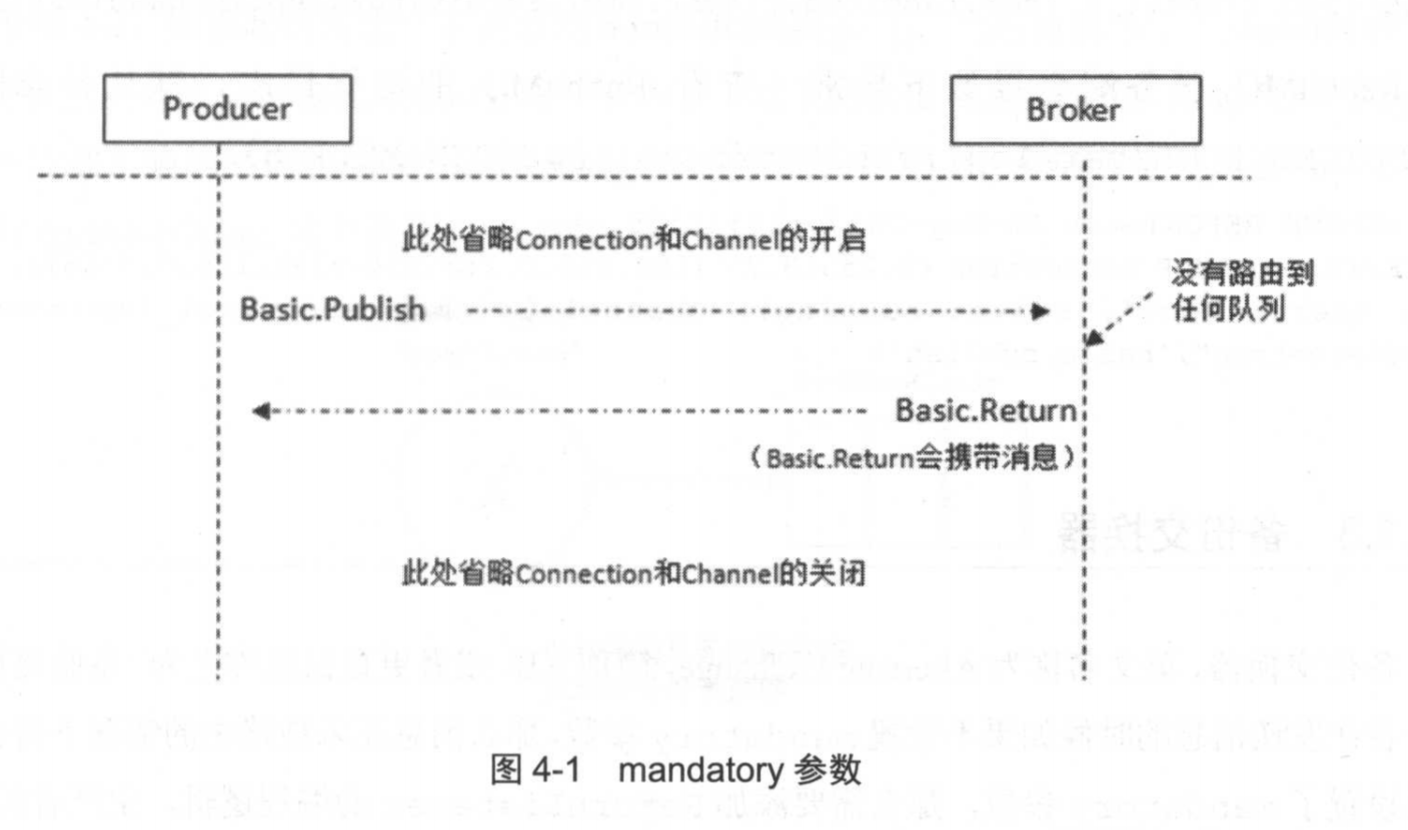 Producer
Broker
此处省略Connection和Channel的开启
没有路由到
任何队列
Basic.Publish
Basic.Return
（Basic.Return会携带消息）
此处省略Connection和Channel的关闭
图 4-1 mandatory 参数